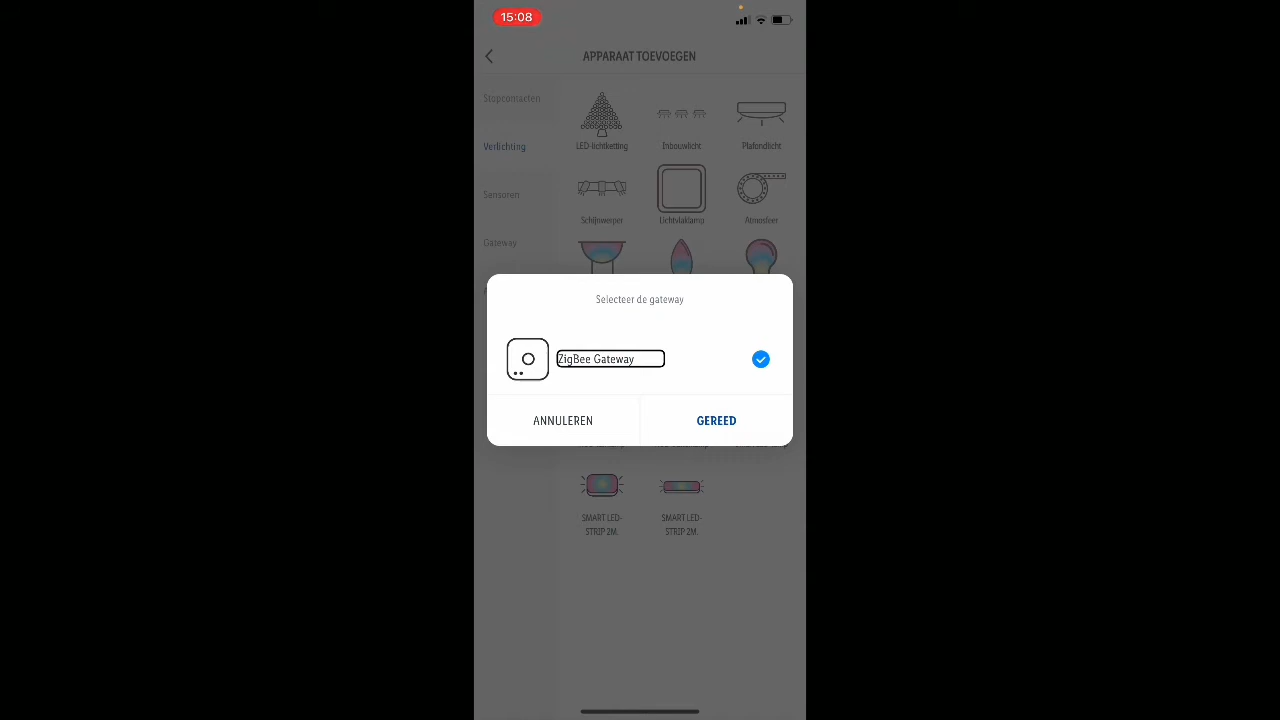 15:08
APPARAAT TOEVOEGEN
Stopcontacten
Verlichting
Sensoren
Gateway
LED-lichtketting
Inbouwlicht
Plafondlicht
Schijnwerper
Lichtvlaklamp
Atmosfeer
Selecteer de gateway
ZigBee Gateway
ANNULEREN
GEREED
SMART LED-
STRIP 2M.
SMART LED-
STRIP 2M.